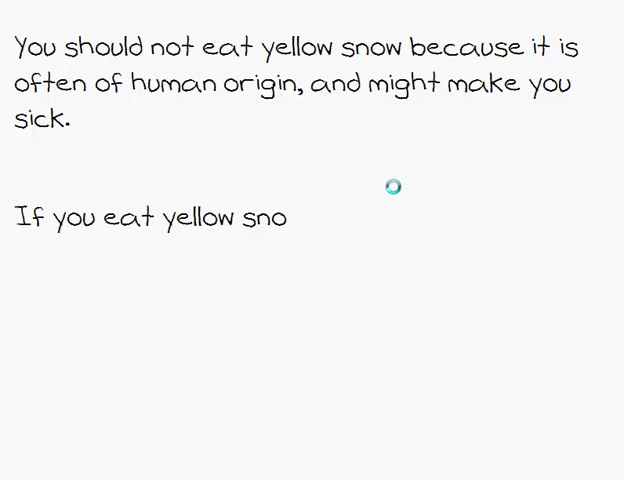 You should not eat yellow snow because it is
often of human origin, and might make you
sick.
If you eat yellow sno